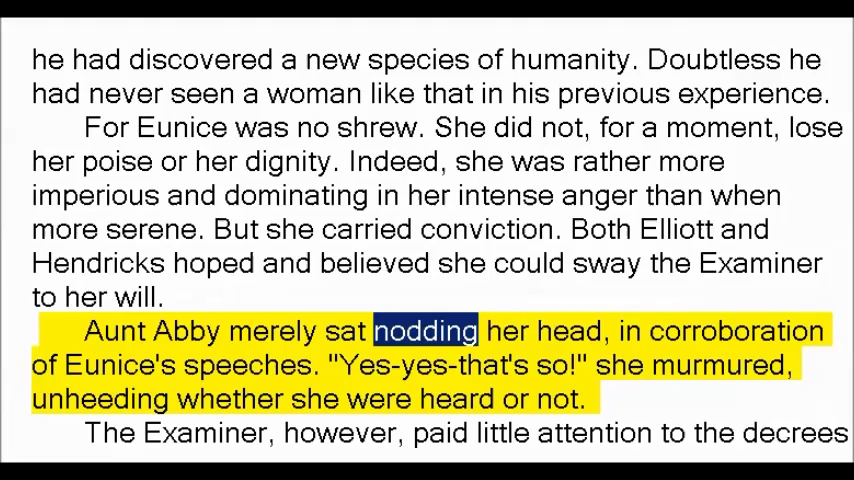 he had discovered a new species of humanity. Doubtless he
had never seen a woman like that in his previous experience.
For Eunice was no shrew. She did not, for a moment, lose
her poise or her dignity. Indeed, she was rather more
imperious and dominating in her intense anger than when
more serene. But she carried conviction. Both Elliott and
Hendricks hoped and believed she could sway the Examiner
to her will.
Aunt Abby merely sat nodding her head, in corroboration
of Eunice's speeches. "Yes-yes-that's so!" she murmured,
unheeding whether she were heard or not.
The Examiner, however, paid little attention to the decrees